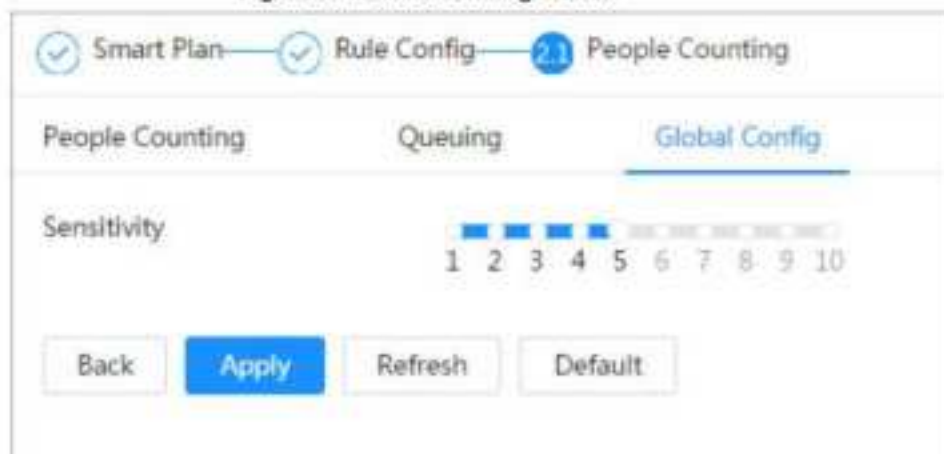 Smart Plan Rule Config 2.1 People Counting
People Counting Queuing Global Config
Sensitivity
1 2 3 4 5 6 7 8 9 10
Back Apply Refresh Default